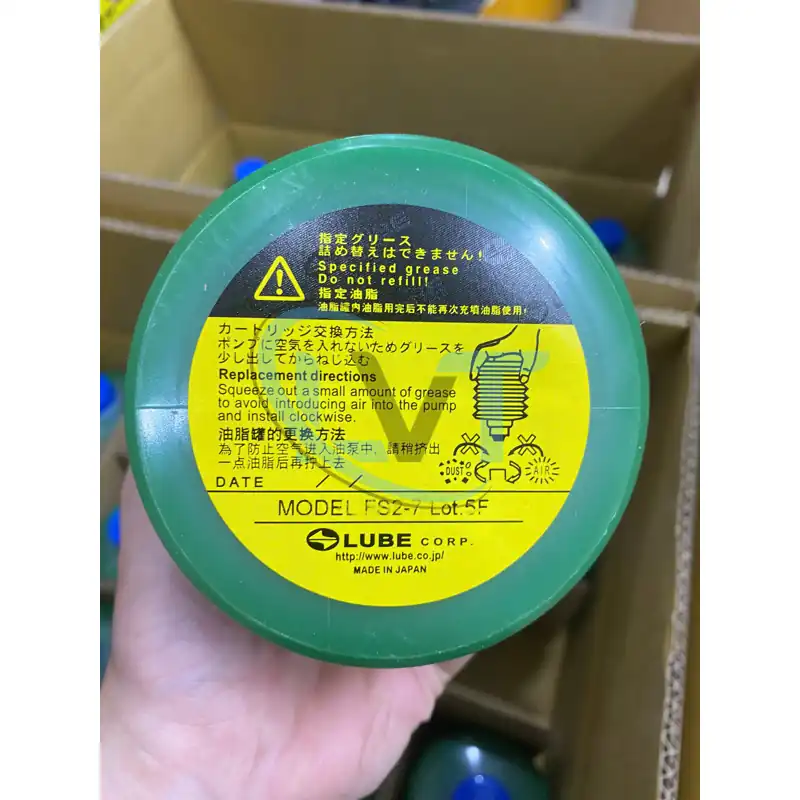 指定グリース
詰め替えはできません!
Specified grease
Do not refill!
指定油脂
油脂罐内油脂用完后不能再次充填油脂使用!
カートリッジ交換方法
ポンプに空気を入れないためグリースを
少し出してからねじ込む
Replacement directions
Squeeze out a small amount of grease
to avoid introducing air into the pump
and install clockwise.
油脂罐的更换方法
為了防止空气进入油泵中、請稍挤出
一点油脂后再拧上去
DUST
AIR
DATE / /
MODEL FS2-7 Lot.5F
LUBE CORP.
http://www.lube.co.jp/
MADE IN JAPAN